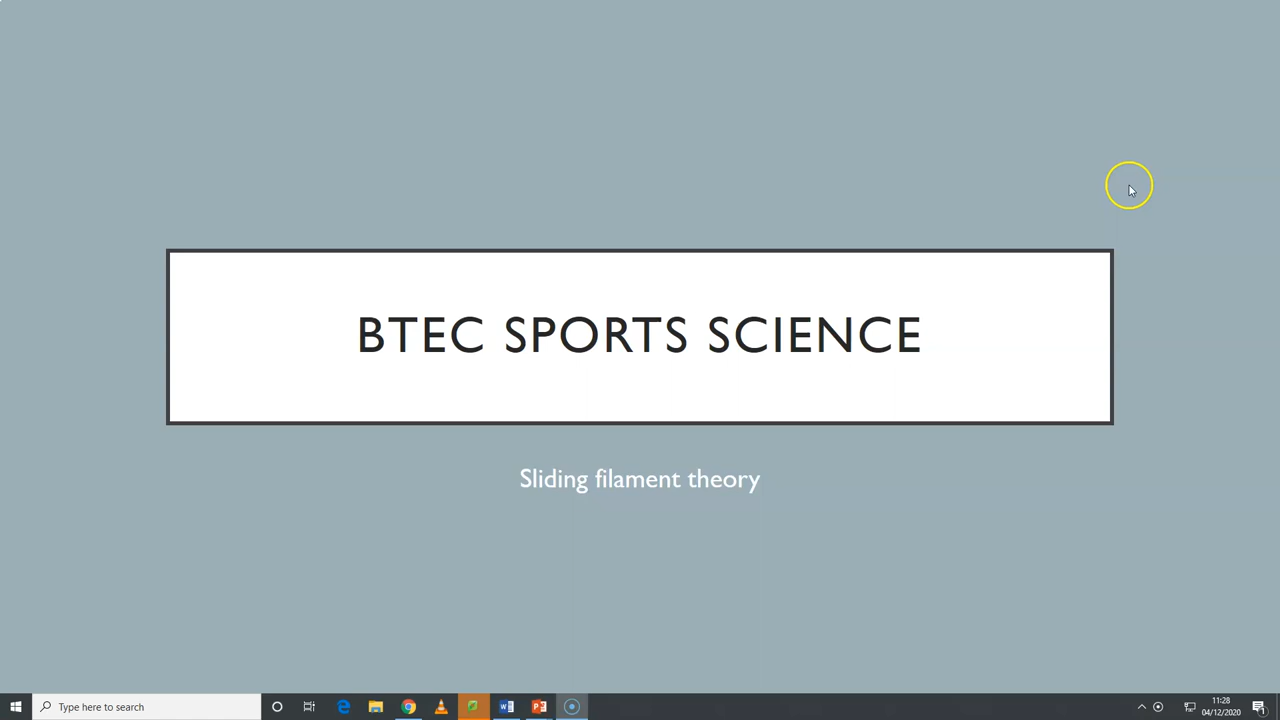 BTEC SPORTS SCIENCE
Sliding filament theory
Type here to search
11:28
04/12/2020